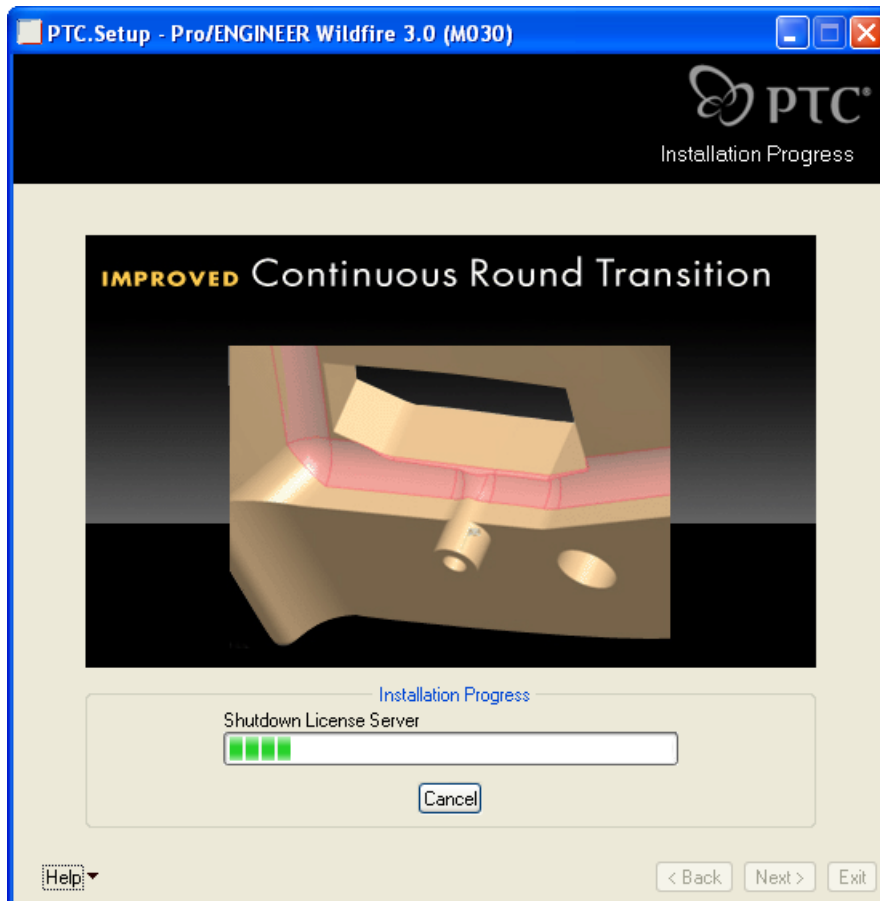 PTC.Setup - Pro/ENGINEER Wildfire 3.0 (M030)
PTC®
Installation Progress
IMPROVED Continuous Round Transition
Installation Progress
Shutdown License Server
Cancel
Help
< Back Next > Exit